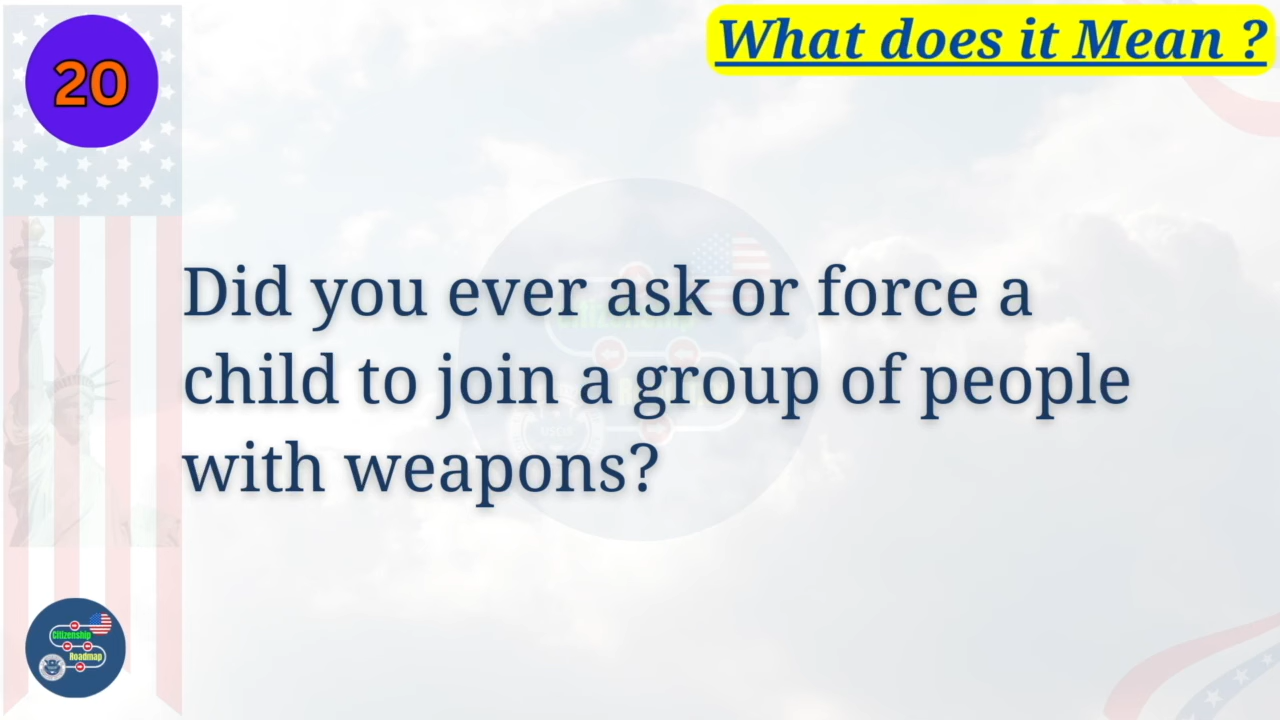 20
What does it Mean ?
Did you ever ask or force a
child to join a group of people
with weapons?
Citizenship
Roadmap